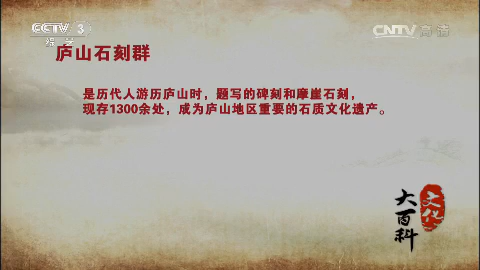 CCTV 3
综艺
CNTV 高清
庐山石刻群
是历代人游历庐山时，题写的碑刻和摩崖石刻，
现存1300余处，成为庐山地区重要的石质文化遗产。
文化
大百科